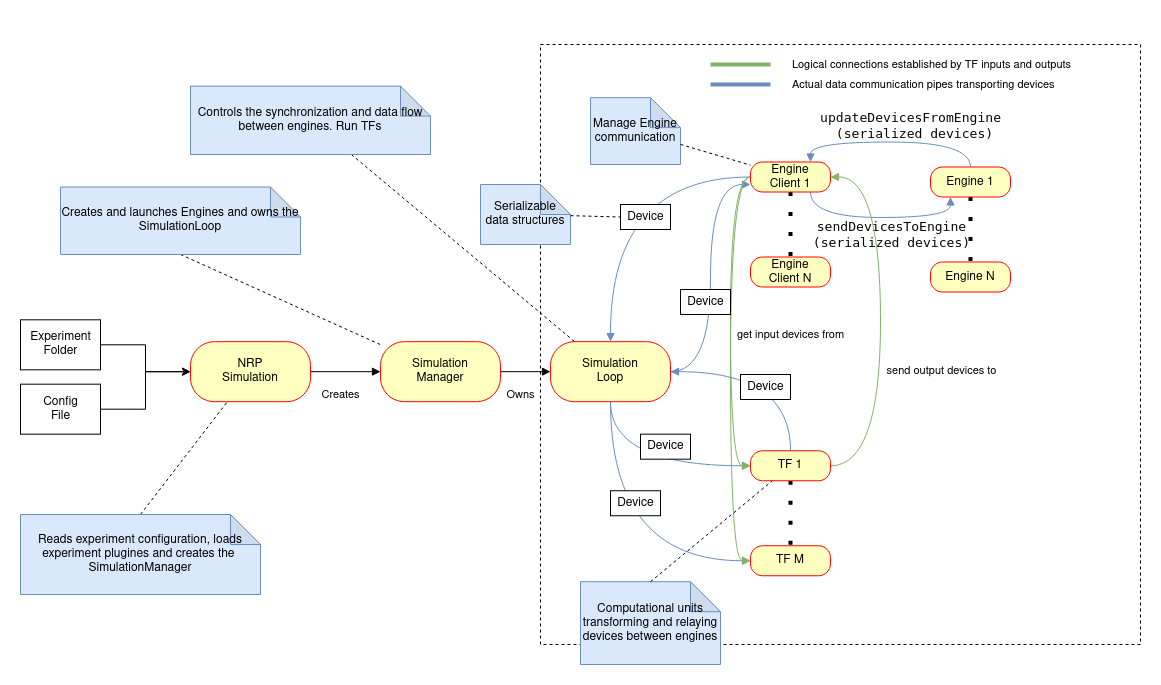 Logical connections established by TF inputs and outputs
Actual data communication pipes transporting devices
Controls the synchronization and data flow
between engines. Run TFs
Manage Engine
communication
updateDevicesFromEngine
(serialized devices)
Engine
Client 1
Engine 1
Creates and launches Engines and owns the
SimulationLoop
Serializable
data structures
Device
sendDevicesToEngine
(serialized devices)
Engine
Client N
Engine N
Device
Experiment
Folder
Config
File
NRP
Simulation
Creates
Simulation
Manager
Owns
Simulation
Loop
get input devices from
send output devices to
Device
Device
TF 1
Device
TF M
Reads experiment configuration, loads
experiment plugines and creates the
SimulationManager
Computational units
transforming and relaying
devices between engines